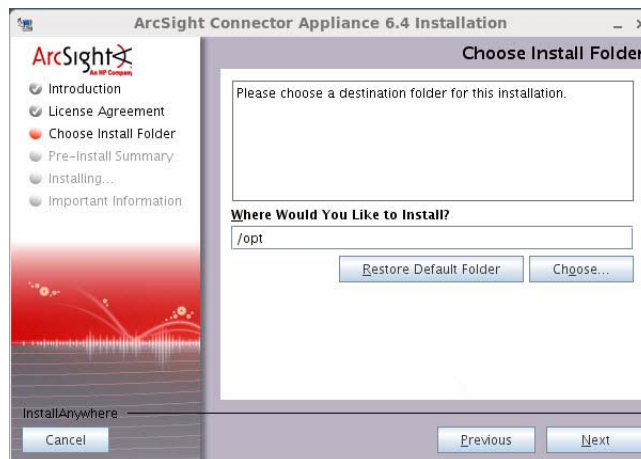 ArcSight Connector Appliance 6.4 Installation
ArcSight
An HP Company
Choose Install Folder
Introduction
License Agreement
Choose Install Folder
Pre-Install Summary
Installing...
Important Information
Please choose a destination folder for this installation.
Where Would You Like to Install?
/opt
Restore Default Folder
Choose...
InstallAnywhere
Cancel
Previous
Next